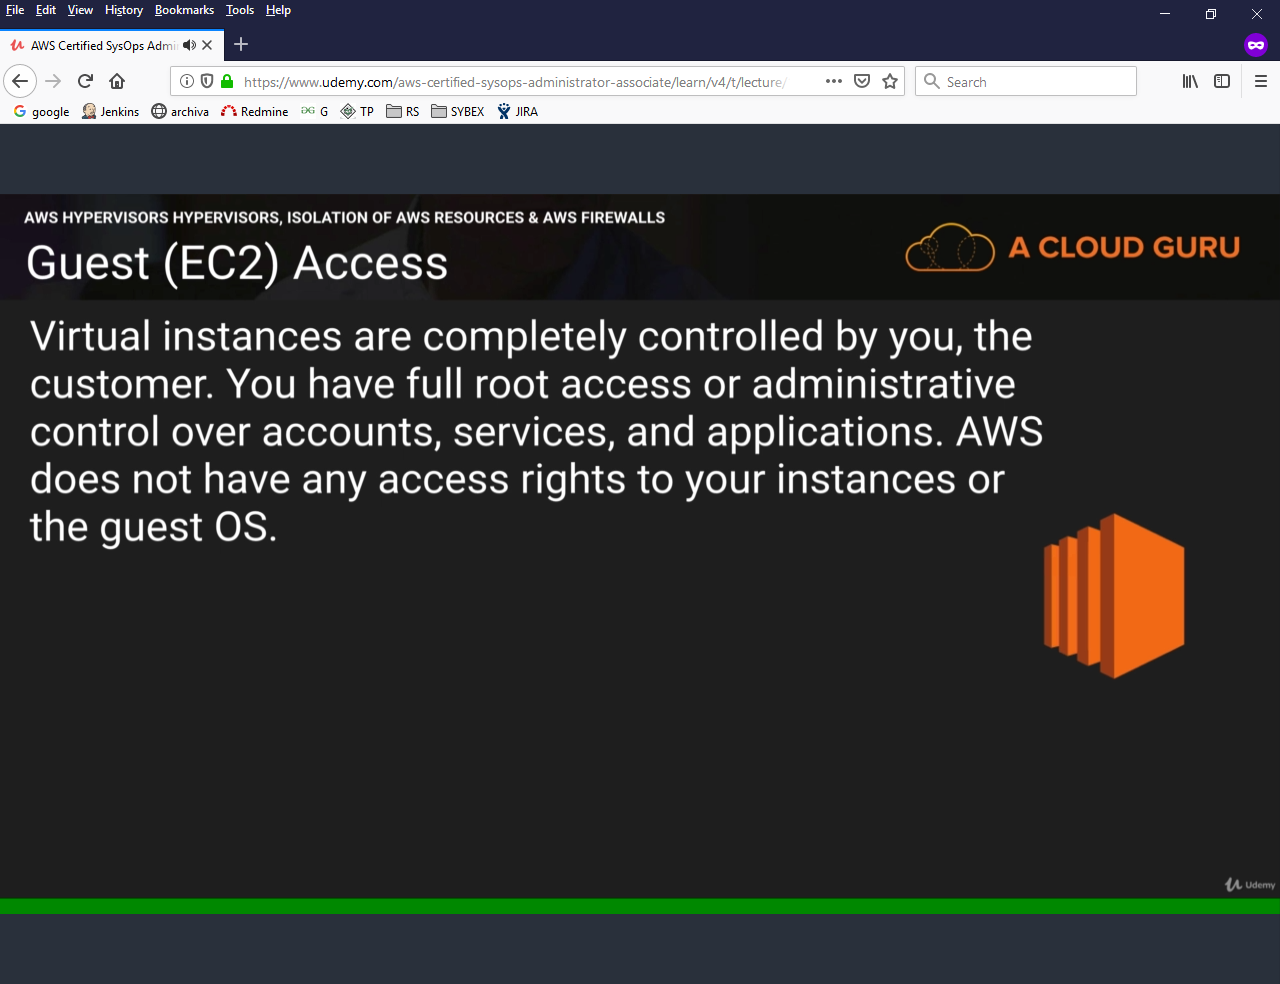 File Edit View History Bookmarks Tools Help
AWS Certified SysOps Admi
https://www.udemy.com/aws-certified-sysops-administrator-associate/learn/v4/t/lecture/
Search
google Jenkins archiva Redmine G TP RS SYBEX JIRA
AWS HYPERVISORS HYPERVISORS, ISOLATION OF AWS RESOURCES & AWS FIREWALLS
Guest (EC2) Access
A CLOUD GURU
Virtual instances are completely controlled by you, the
customer. You have full root access or administrative
control over accounts, services, and applications. AWS
does not have any access rights to your instances or
the guest OS.
Udemy